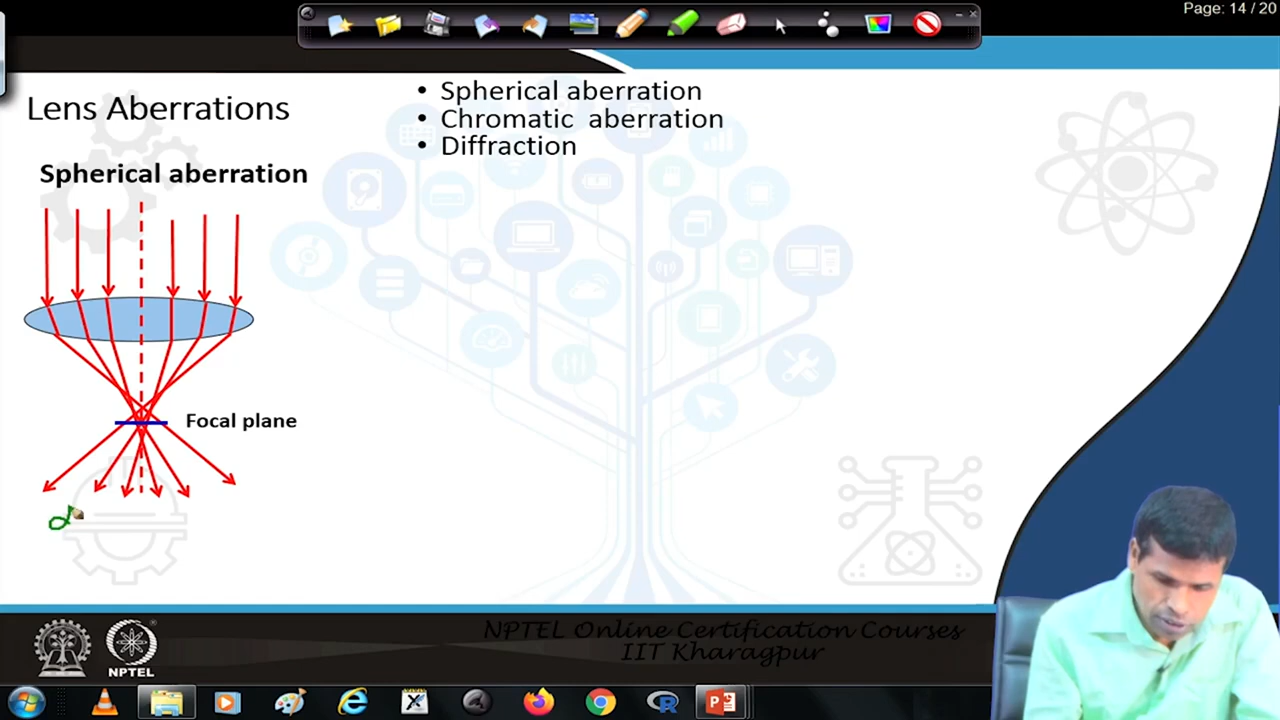 Page: 14 / 20
Lens Aberrations
• Spherical aberration
• Chromatic aberration
• Diffraction
Spherical aberration
Focal plane
NPTEL Online Certification Courses
IIT Kharagpur
NPTEL